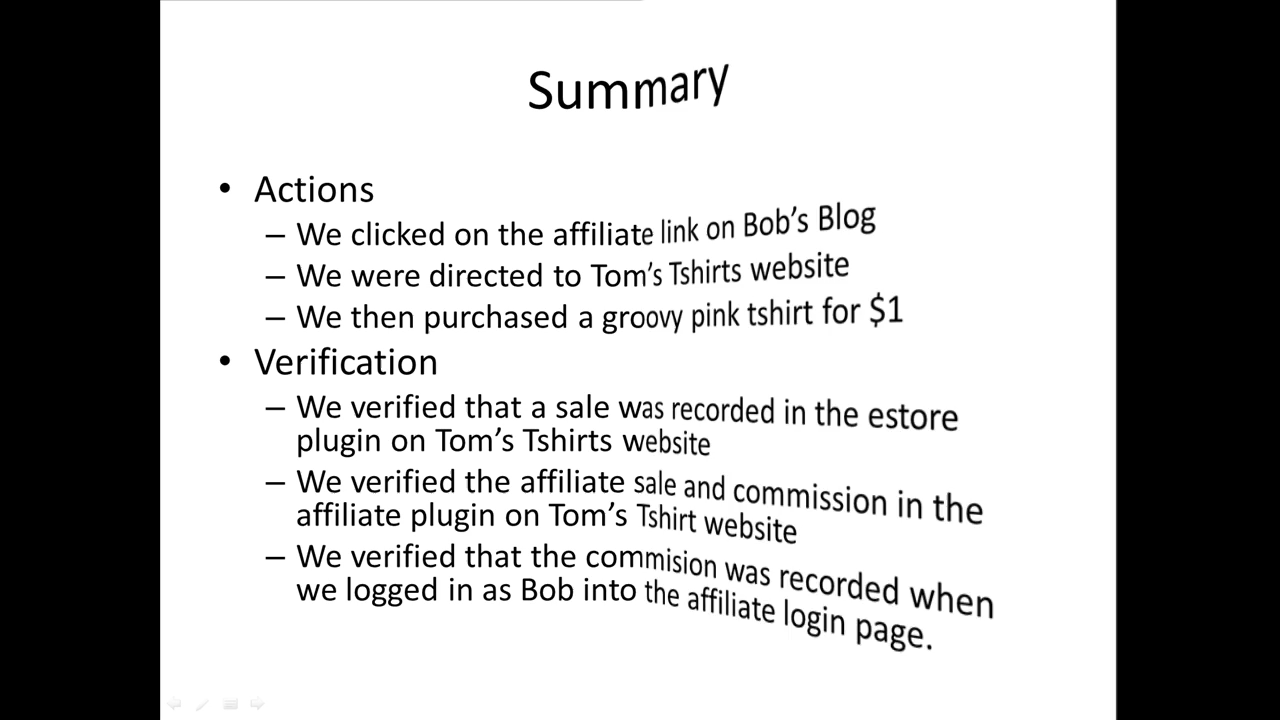 Summary
• Actions
– We clicked on the affiliate link on Bob's Blog
– We were directed to Tom's Tshirts website
– We then purchased a groovy pink tshirt for $1
• Verification
– We verified that a sale was recorded in the estore
plugin on Tom's Tshirts website
– We verified the affiliate sale and commission in the
affiliate plugin on Tom's Tshirt website
– We verified that the commision was recorded when
we logged in as Bob into the affiliate login page.